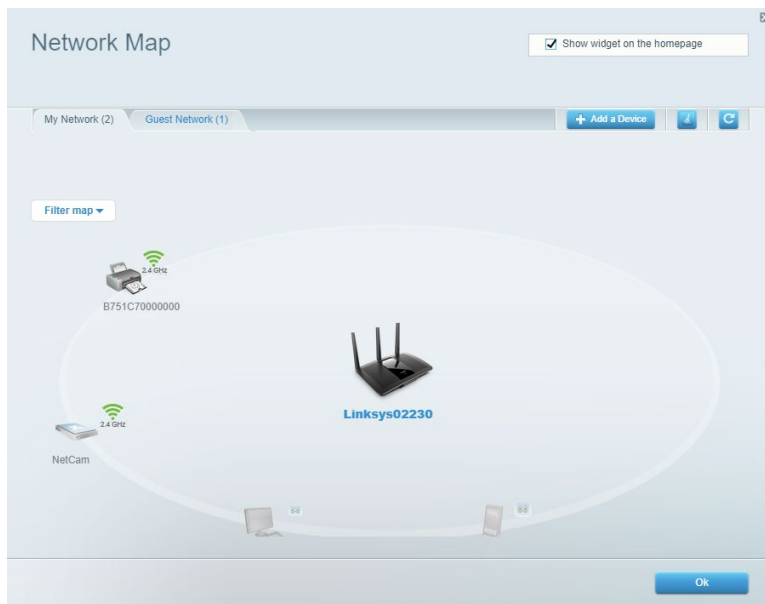 Network Map
Show widget on the homepage
My Network (2)
Guest Network (1)
Add a Device
Filter map
2.4 GHz
B751C70000000
Linksys02230
2.4 GHz
NetCam
Ok